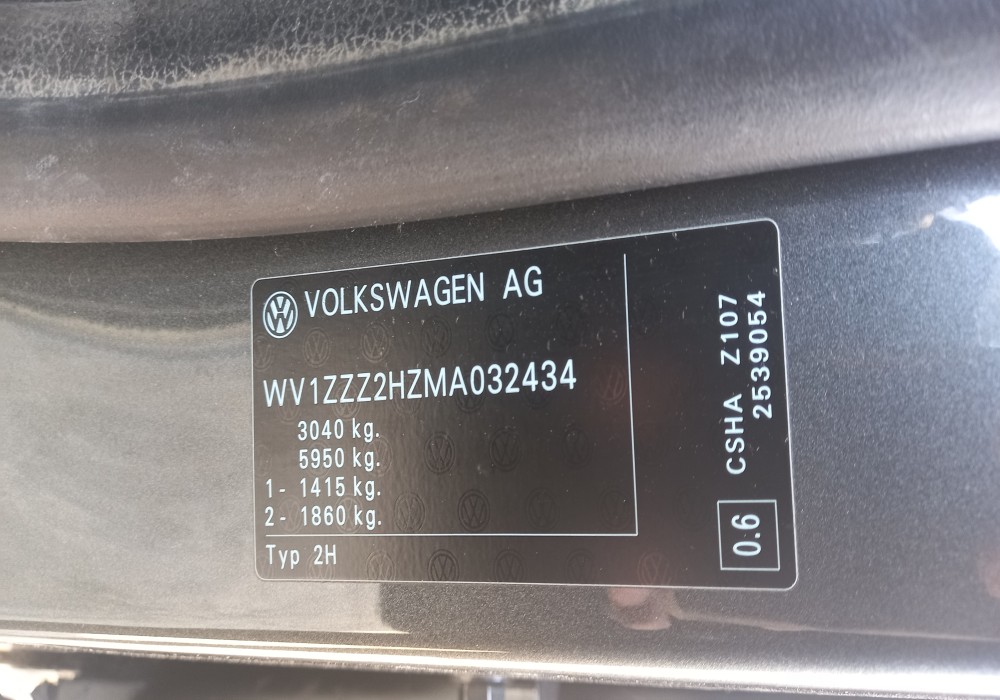 VOLKSWAGEN AG
WV1ZZZ2HZMA032434
3040 kg.
5950 kg.
1- 1415 kg.
2- 1860 kg.
Typ 2H
CSHA Z107
2539054
0.6